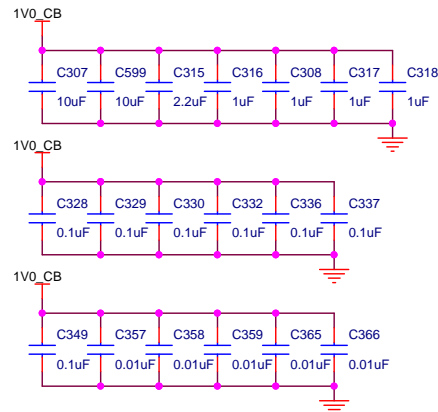 1V0_CB
C307 C599 C315 C316 C308 C317 C318
10uF 10uF 2.2uF 1uF 1uF 1uF 1uF
1V0_CB
C328 C329 C330 C332 C336 C337
0.1uF 0.1uF 0.1uF 0.1uF 0.1uF 0.1uF
1V0_CB
C349 C357 C358 C359 C365 C366
0.1uF 0.01uF 0.01uF 0.01uF 0.01uF 0.01uF